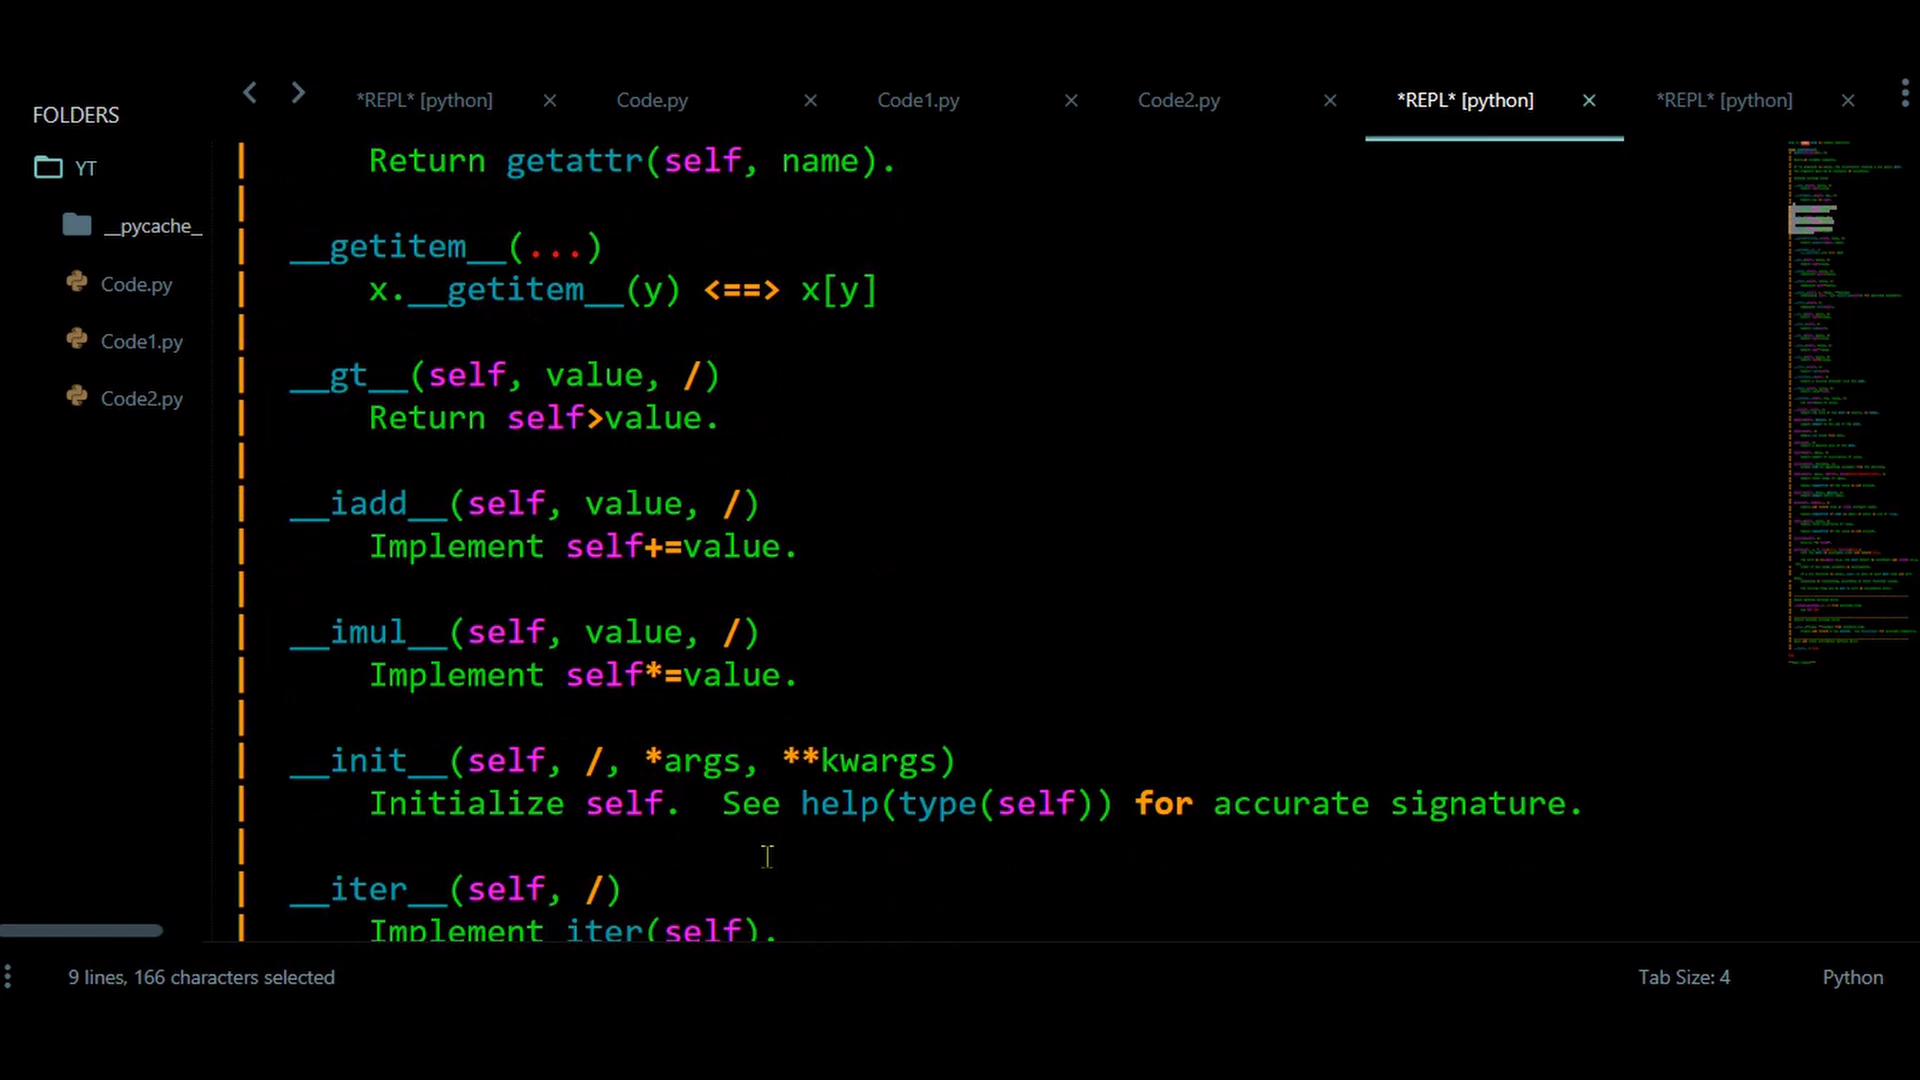 FOLDERS
YT
__pycache_
Code.py
Code1.py
Code2.py
*REPL* [python]
Code.py
Code1.py
Code2.py
*REPL* [python]
*REPL* [python]
| Return getattr(self, name).
|
| __getitem__(...)
| x.__getitem__(y) <==> x[y]
|
| __gt__(self, value, /)
| Return self>value.
|
| __iadd__(self, value, /)
| Implement self+=value.
|
| __imul__(self, value, /)
| Implement self*=value.
|
| __init__(self, /, *args, **kwargs)
| Initialize self.  See help(type(self)) for accurate signature.
|
| __iter__(self, /)
| Implement iter(self).
9 lines, 166 characters selected
Tab Size: 4
Python